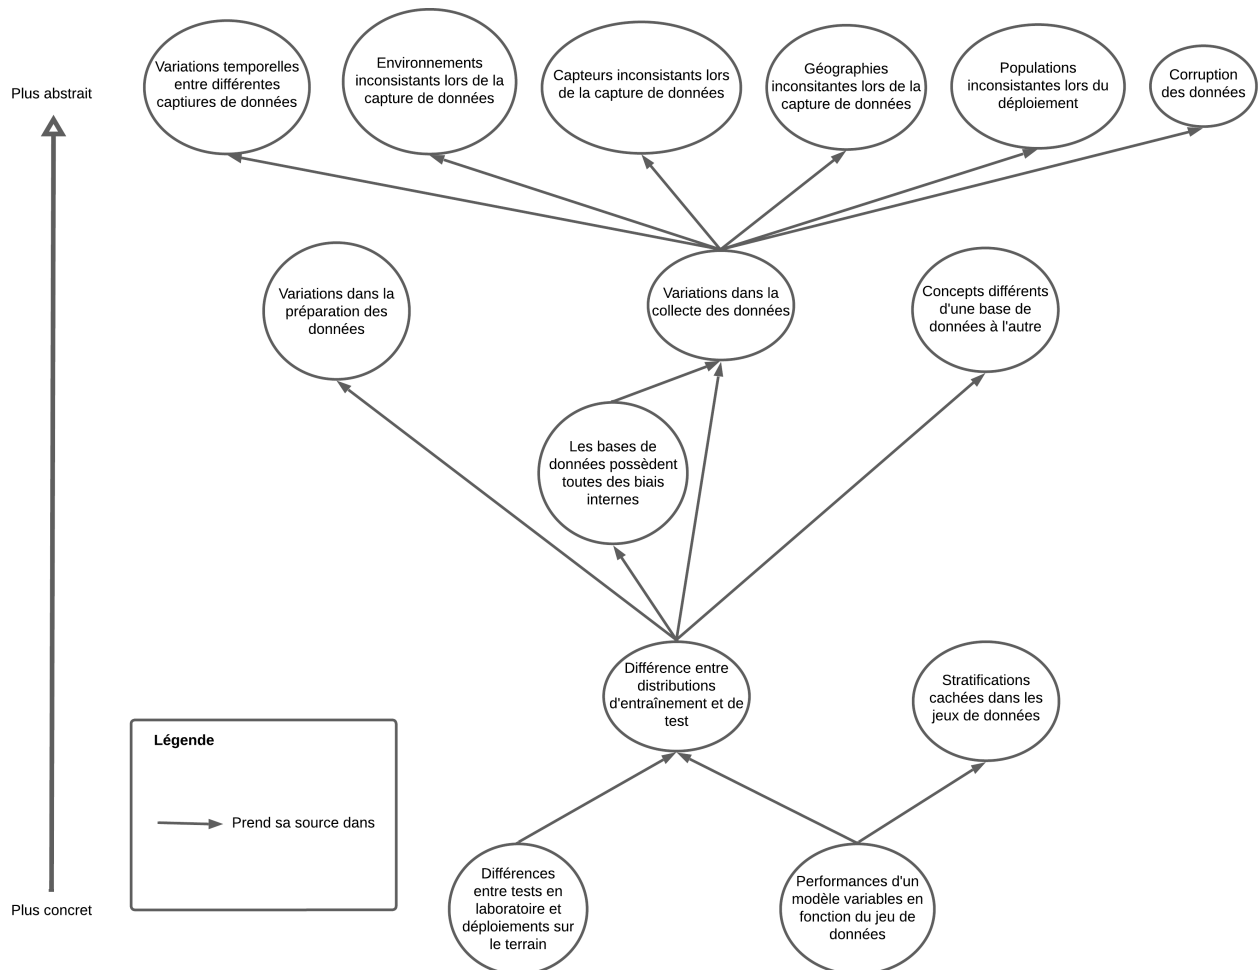 Variations temporelles
entre différentes
captiures de données
Environnements
inconsistants lors de la
capture de données
Capteurs inconsistants lors
de la capture de données
Géographies
inconsitantes lors de la
capture de données
Populations
inconsistantes lors du
déploiement
Corruption
des données
Plus abstrait
Variations dans la
préparation des
données
Variations dans la
collecte des données
Concepts différents
d'une base de
données à l'autre
Les bases de
données possèdent
toutes des biais
internes
Différence entre
distributions
d'entraînement et de
test
Stratifications
cachées dans les
jeux de données
Légende
Prend sa source dans
Différences
entre tests en
laboratoire et
déploiements sur
le terrain
Performances d'un
modèle variables en
fonction du jeu de
données
Plus concret